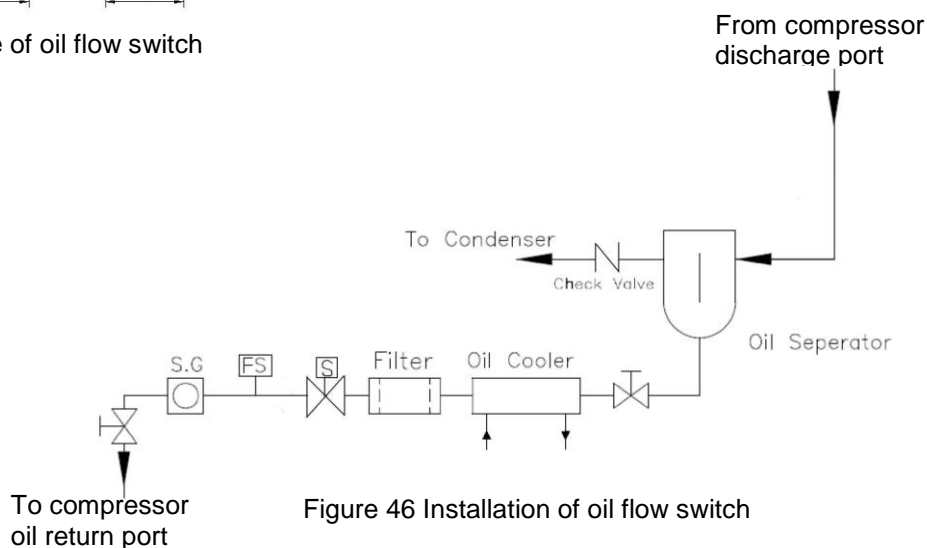 e of oil flow switch
From compressor
discharge port
To Condenser
Check Valve
Oil Seperator
S.G
FS
S
Filter
Oil Cooler
To compressor
oil return port
Figure 46 Installation of oil flow switch